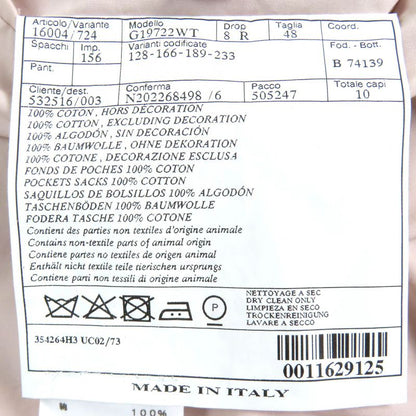 Articolo/Variante Modello Drop Taglia Coord.
16004/724 G19722WT 8 R 48
Spacchi Imp. Varianti codificate Fod. - Bott.
156 128-166-189-233 B 74139
Pant.
Cliente/dest Conferma Pacco Totale capi
532516/003 N202268498 /6 505247 10
100% COTON, HORS DECORATION
100% COTTON, EXCLUDING DECORATION
100% ALGODÓN, SIN DECORACIÓN
100% BAUMWOLLE, OHNE DEKORATION
100% COTONE, DECORAZIONE ESCLUSA
FONDS DE POCHES 100% COTON
POCKETS SACKS 100% COTTON
SAQUILLOS DE BOLSILLOS 100% ALGODÓN
TASCHENBÖDEN 100% BAUMWOLLE
FODERA TASCHE 100% COTONE
Contient des parties non textiles d'origine animale
Contains non-textile parts of animal origin
Contiene partes no textiles de origen animal
Enthält nicht textile teile tierischen ursprungs
Contiene parti non tessili di origine animale
P
NETTOYAGE A SEC
DRY CLEAN ONLY
LIMPIEZA EN SECO
TROCKENREINIGUNG
LAVARE A SECCO
354264H3 UC02/73
0011629125
MADE IN ITALY
100%